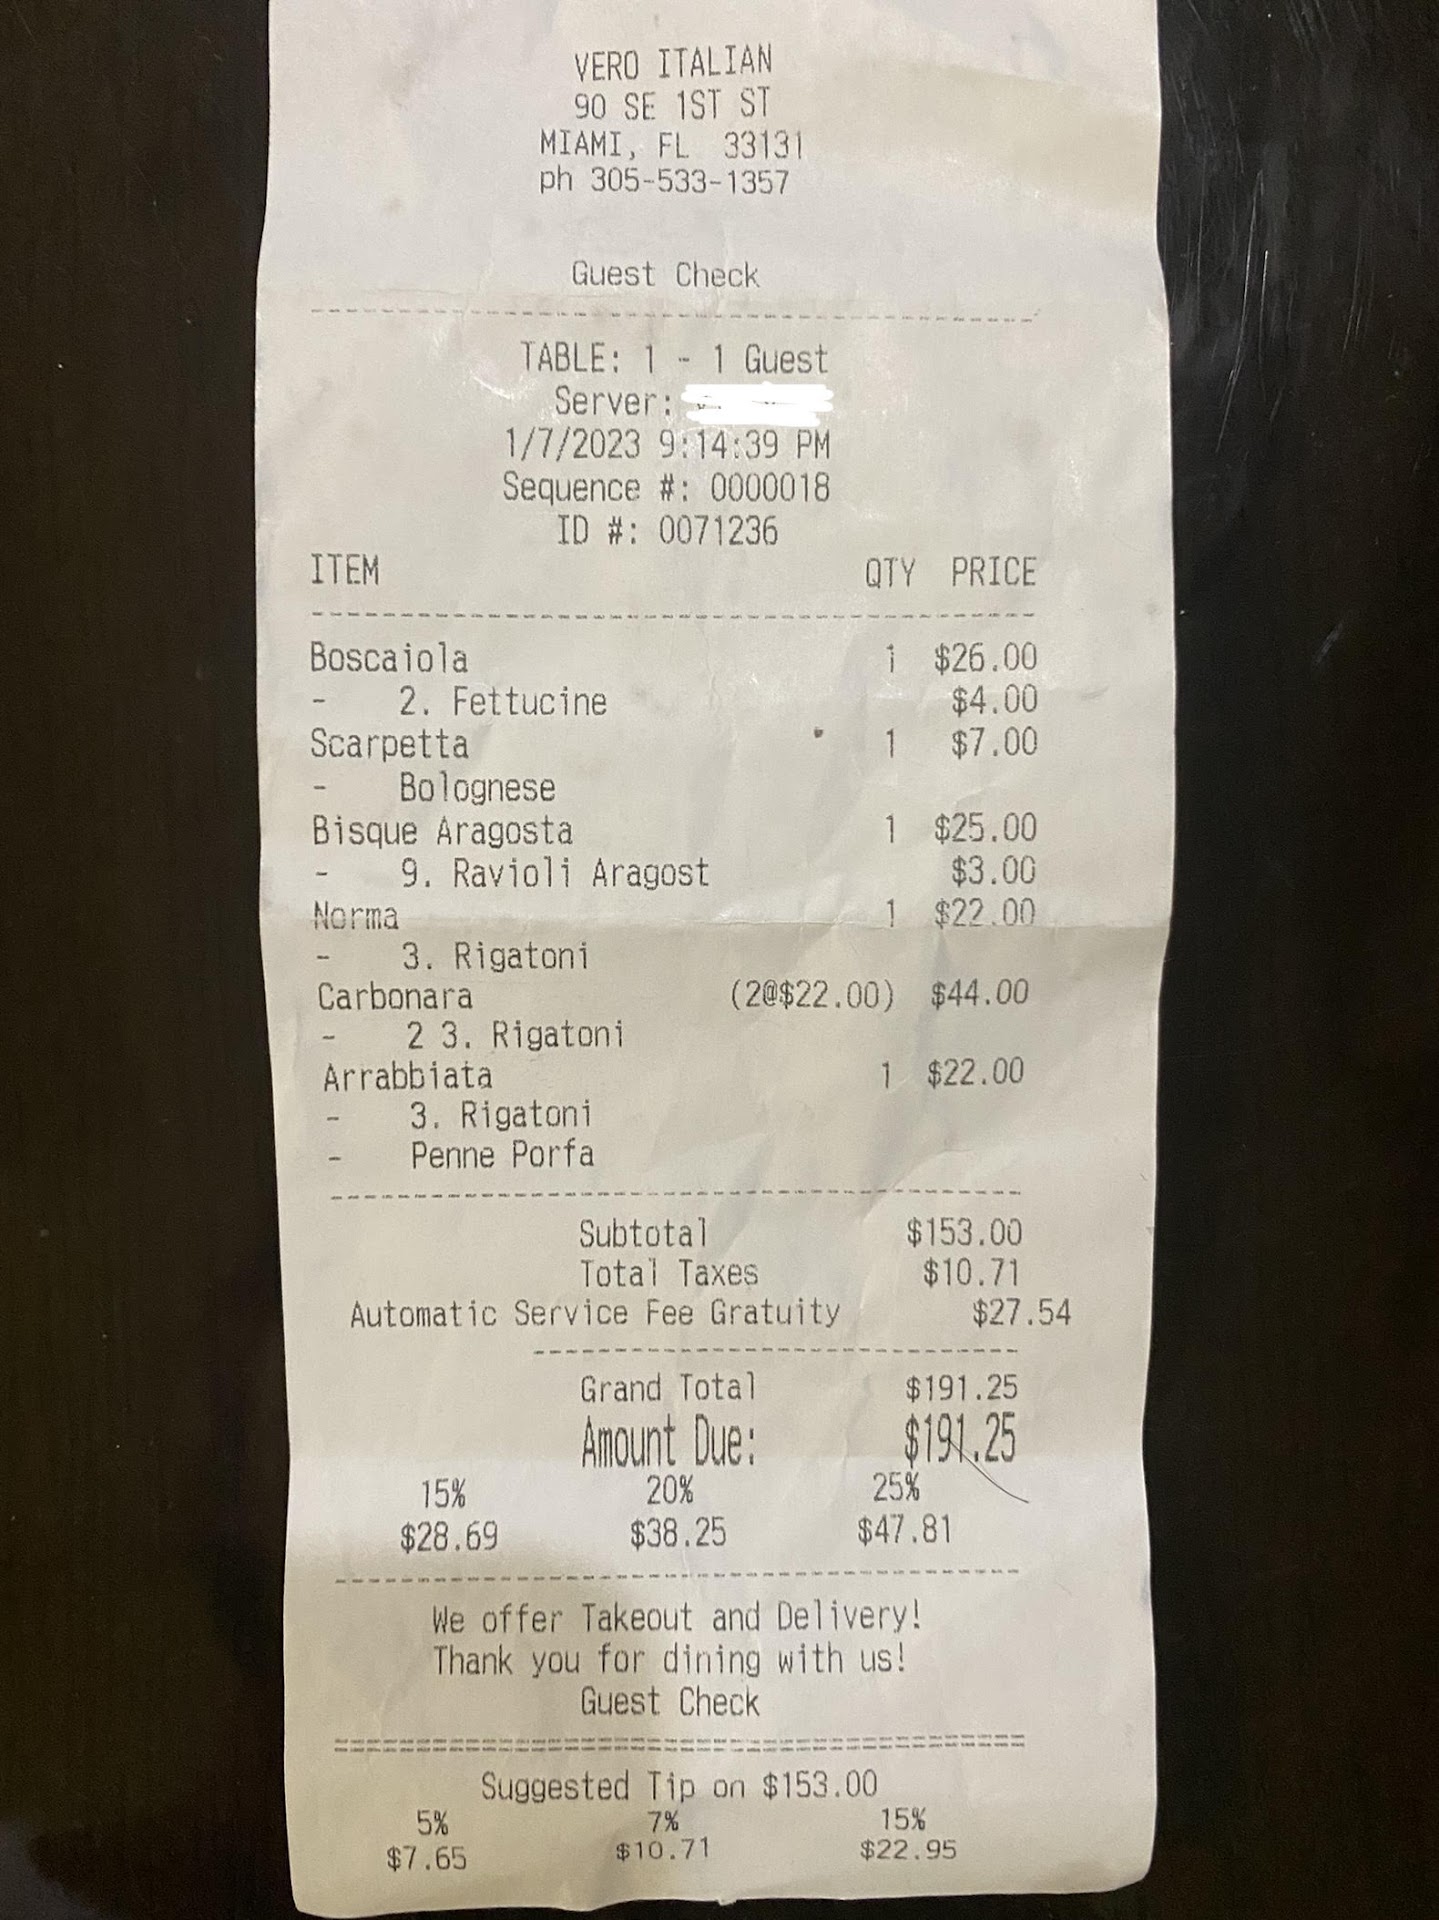 VERO ITALIAN
90 SE 1ST ST
MIAMI, FL 33131
ph 305-533-1357
Guest Check
TABLE: 1 - 1 Guest
Server:
1/7/2023 9:14:39 PM
Sequence #: 0000018
ID #: 0071236
ITEM QTY PRICE
Boscaiola 1 $26.00
- 2. Fettucine $4.00
Scarpetta 1 $7.00
- Bolognese
Bisque Aragosta 1 $25.00
- 9. Ravioli Aragost $3.00
Norma 1 $22.00
- 3. Rigatoni
Carbonara (2@$22.00) $44.00
- 2 3. Rigatoni
Arrabbiata 1 $22.00
- 3. Rigatoni
- Penne Porfa
Subtotal $153.00
Total Taxes $10.71
Automatic Service Fee Gratuity $27.54
Grand Total $191.25
Amount Due: $191.25
15% 20% 25%
$28.69 $38.25 $47.81
We offer Takeout and Delivery!
Thank you for dining with us!
Guest Check
Suggested Tip on $153.00
5% 7% 15%
$7.65 $10.71 $22.95